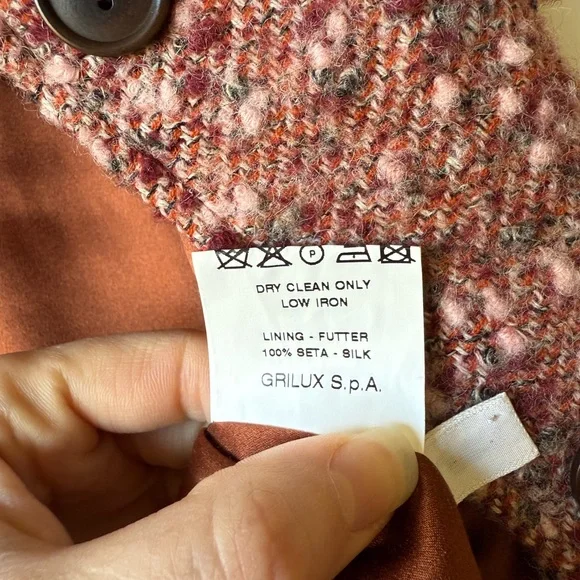 P
DRY CLEAN ONLY
LOW IRON
LINING - FUTTER
100% SETA - SILK
GRILUX S.p.A.